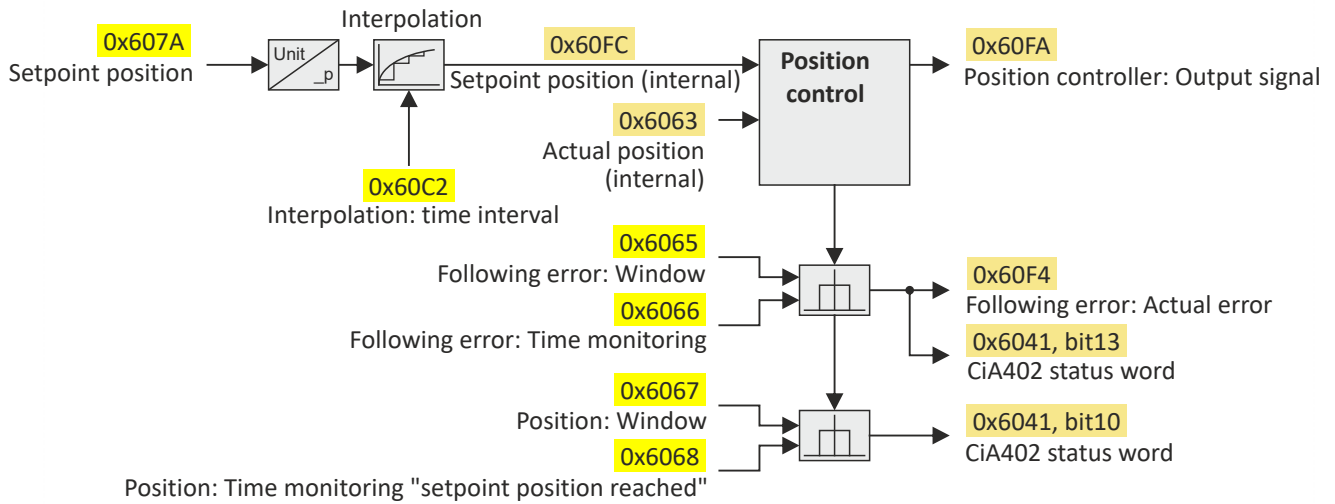 Interpolation
0x607A
Setpoint position
Unit
_p
0x60FC
Setpoint position (internal)
Position
control
0x60FA
Position controller: Output signal
0x6063
Actual position
(internal)
0x60C2
Interpolation: time interval
0x6065
Following error: Window
0x6066
Following error: Time monitoring
0x60F4
Following error: Actual error
0x6041, bit13
CiA402 status word
0x6067
Position: Window
0x6068
Position: Time monitoring "setpoint position reached"
0x6041, bit10
CiA402 status word